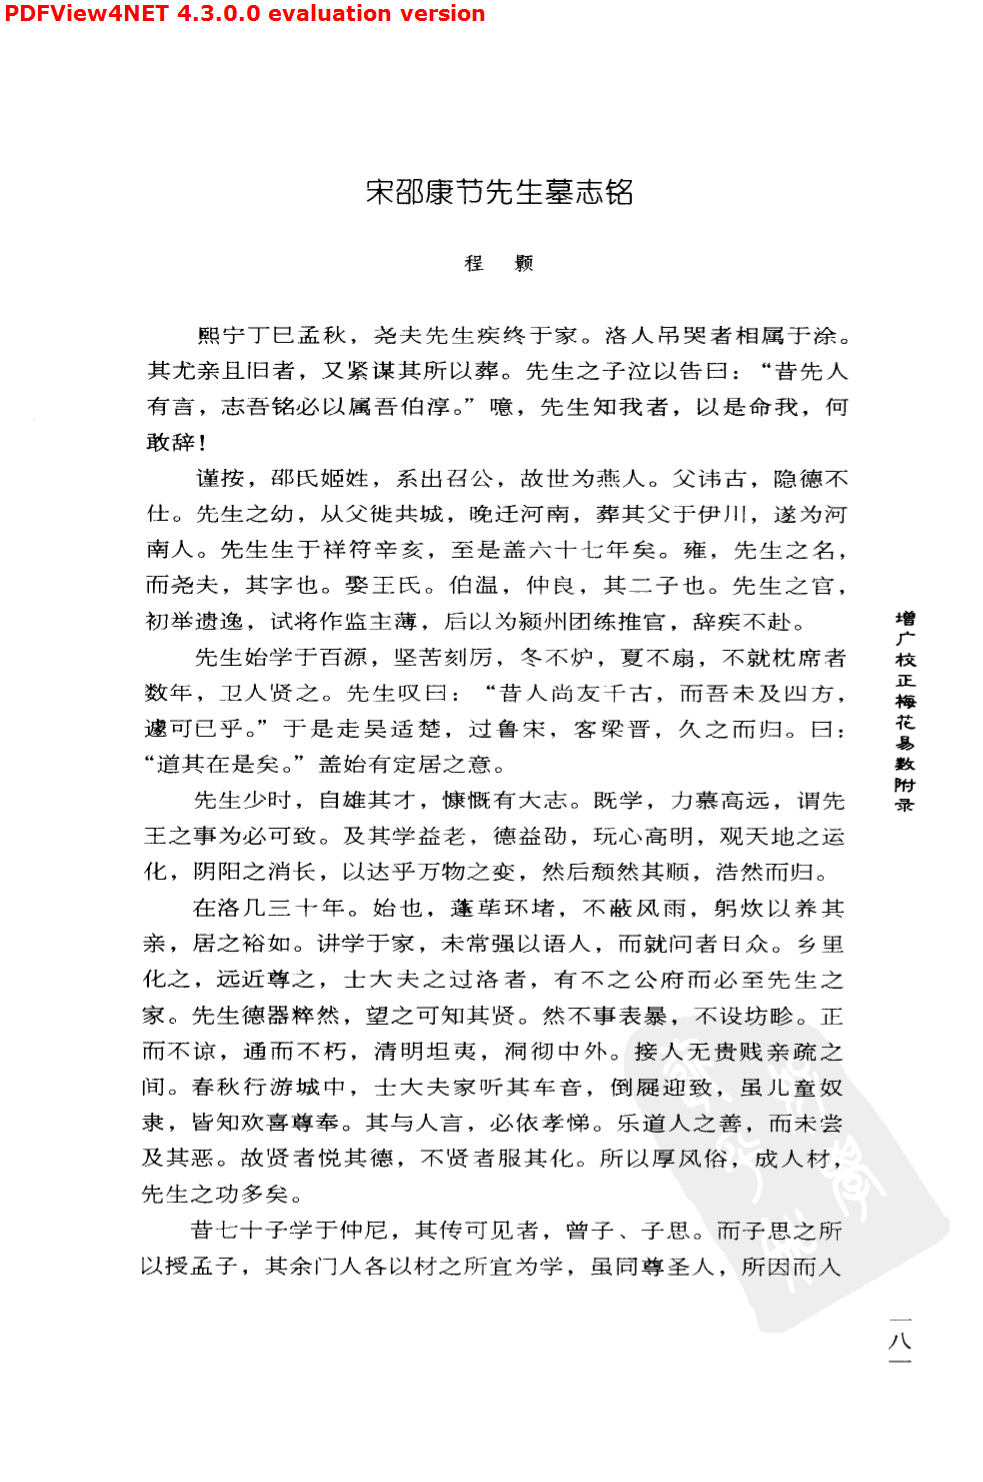 PDFView4NET 4.3.0.0 evaluation version
宋邵康节先生墓志铭
程 颢
熙宁丁巳孟秋，尧夫先生疾终于家。洛人吊哭者相属于涂。
其尤亲且旧者，又紧谋其所以葬。先生之子泣以告曰：“昔先人
有言，志吾铭必以属吾伯淳。”噫，先生知我者，以是命我，何
敢辞！
谨按，邵氏姬姓，系出召公，故世为燕人。父讳古，隐德不
仕。先生之幼，从父徙共城，晚迁河南，葬其父于伊川，遂为河
南人。先生生于祥符辛亥，至是盖六十七年矣。雍，先生之名，
而尧夫，其字也。娶王氏。伯温，仲良，其二子也。先生之官，
初举遗逸，试将作监主薄，后以为颍州团练推官，辞疾不赴。
先生始学于百源，坚苦刻厉，冬不炉，夏不扇，不就枕席者
数年，卫人贤之。先生叹曰：“昔人尚友千古，而吾未及四方，
遽可已乎。”于是走吴适楚，过鲁宋，客梁晋，久之而归。曰：
“道其在是矣。”盖始有定居之意。
先生少时，自雄其才，慷慨有大志。既学，力慕高远，谓先
王之事为必可致。及其学益老，德益劭，玩心高明，观天地之运
化，阴阳之消长，以达乎万物之变，然后颓然其顺，浩然而归。
在洛几三十年。始也，蓬荜环堵，不蔽风雨，躬炊以养其
亲，居之裕如。讲学于家，未常强以语人，而就问者日众。乡里
化之，远近尊之，士大夫之过洛者，有不之公府而必至先生之
家。先生德器粹然，望之可知其贤。然不事表暴，不设坊畛。正
而不谅，通而不朽，清明坦夷，洞彻中外。接人无贵贱亲疏之
间。春秋行游城中，士大夫家听其车音，倒屣迎致，虽儿童奴
隶，皆知欢喜尊奉。其与人言，必依孝悌。乐道人之善，而未尝
及其恶。故贤者悦其德，不贤者服其化。所以厚风俗，成人材，
先生之功多矣。
昔七十子学于仲尼，其传可见者，曾子、子思。而子思之所
以授孟子，其余门人各以材之所宜为学，虽同尊圣人，所因而入
增广校正梅花易数附录
一八一